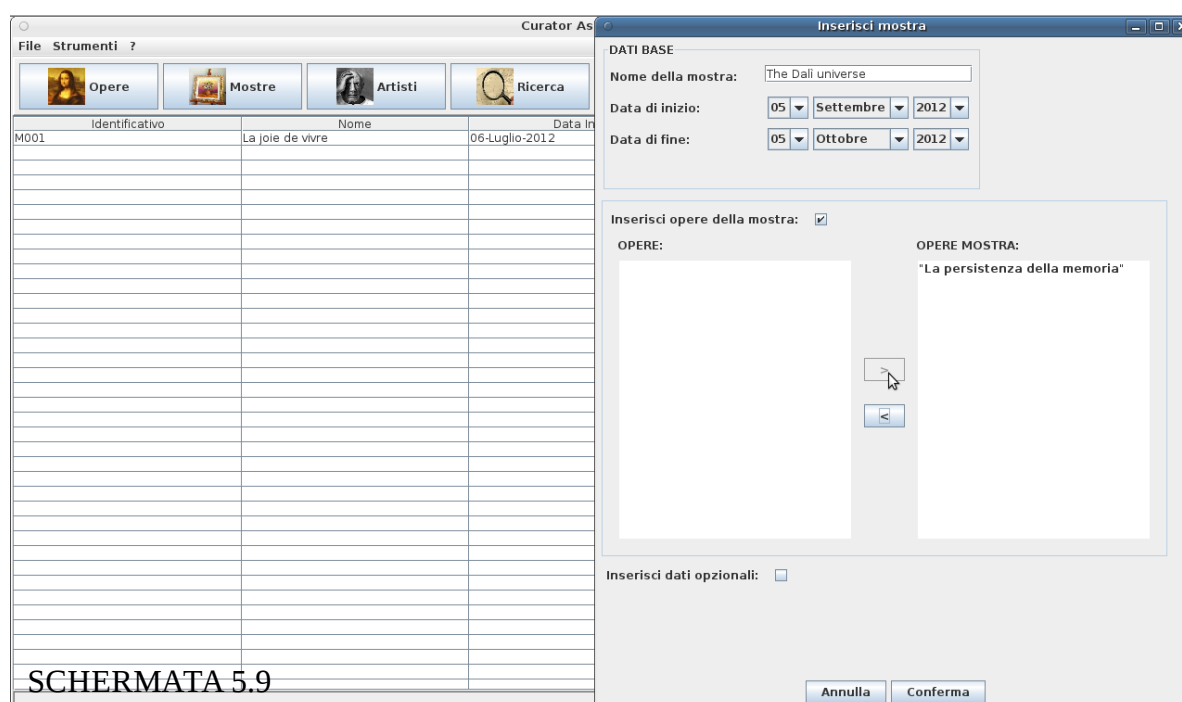 Curator As
File Strumenti ?
Opere
Mostre
Artisti
Ricerca
Identificativo Nome Data In
M001 La joie de vivre 06-Luglio-2012
SCHERMATA 5.9
Inserisci mostra
DATI BASE
Nome della mostra: The Dalì universe
Data di inizio: 05 Settembre 2012
Data di fine: 05 Ottobre 2012
Inserisci opere della mostra:
OPERE: OPERE MOSTRA:
"La persistenza della memoria"
>
<
Inserisci dati opzionali:
Annulla Conferma